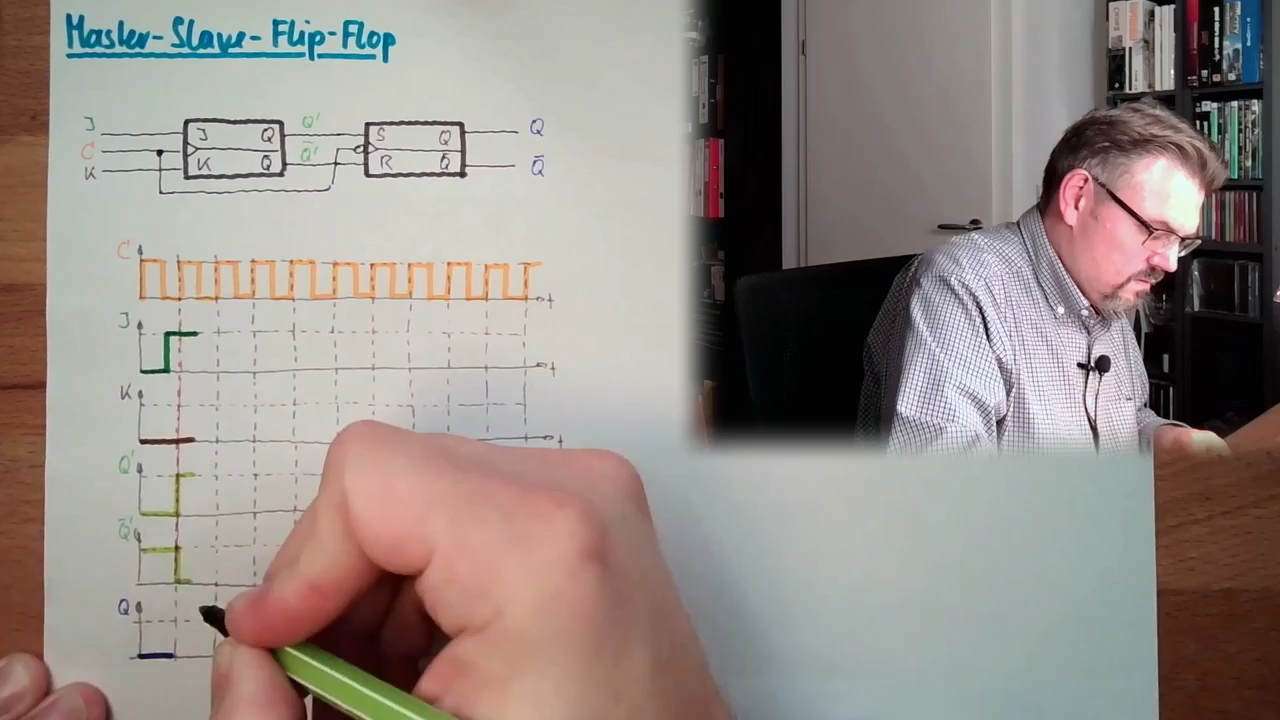 Master-Slave-Flip-Flop
J J Q Q' S Q Q
C
K K Q Q̄' R Q̄ Q̄
C
t
J
t
K
t
Q'
Q̄'
Q